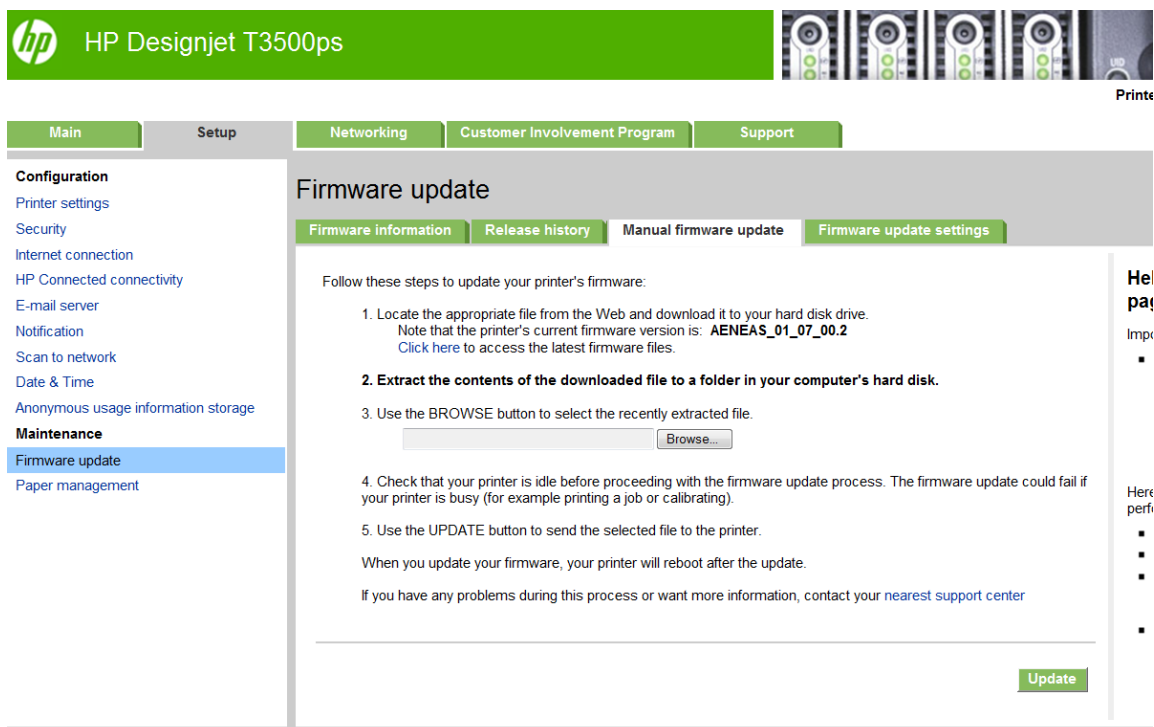 hp HP Designjet T3500ps
UID
Main Setup Networking Customer Involvement Program Support
Configuration
Printer settings
Security
Internet connection
HP Connected connectivity
E-mail server
Notification
Scan to network
Date & Time
Anonymous usage information storage
Maintenance
Firmware update
Paper management
Firmware update
Firmware information Release history Manual firmware update Firmware update settings
Follow these steps to update your printer's firmware:
1. Locate the appropriate file from the Web and download it to your hard disk drive.
Note that the printer's current firmware version is: AENEAS_01_07_00.2
Click here to access the latest firmware files.
2. Extract the contents of the downloaded file to a folder in your computer's hard disk.
3. Use the BROWSE button to select the recently extracted file.
Browse...
4. Check that your printer is idle before proceeding with the firmware update process. The firmware update could fail if
your printer is busy (for example printing a job or calibrating).
5. Use the UPDATE button to send the selected file to the printer.
When you update your firmware, your printer will reboot after the update.
If you have any problems during this process or want more information, contact your nearest support center
Update